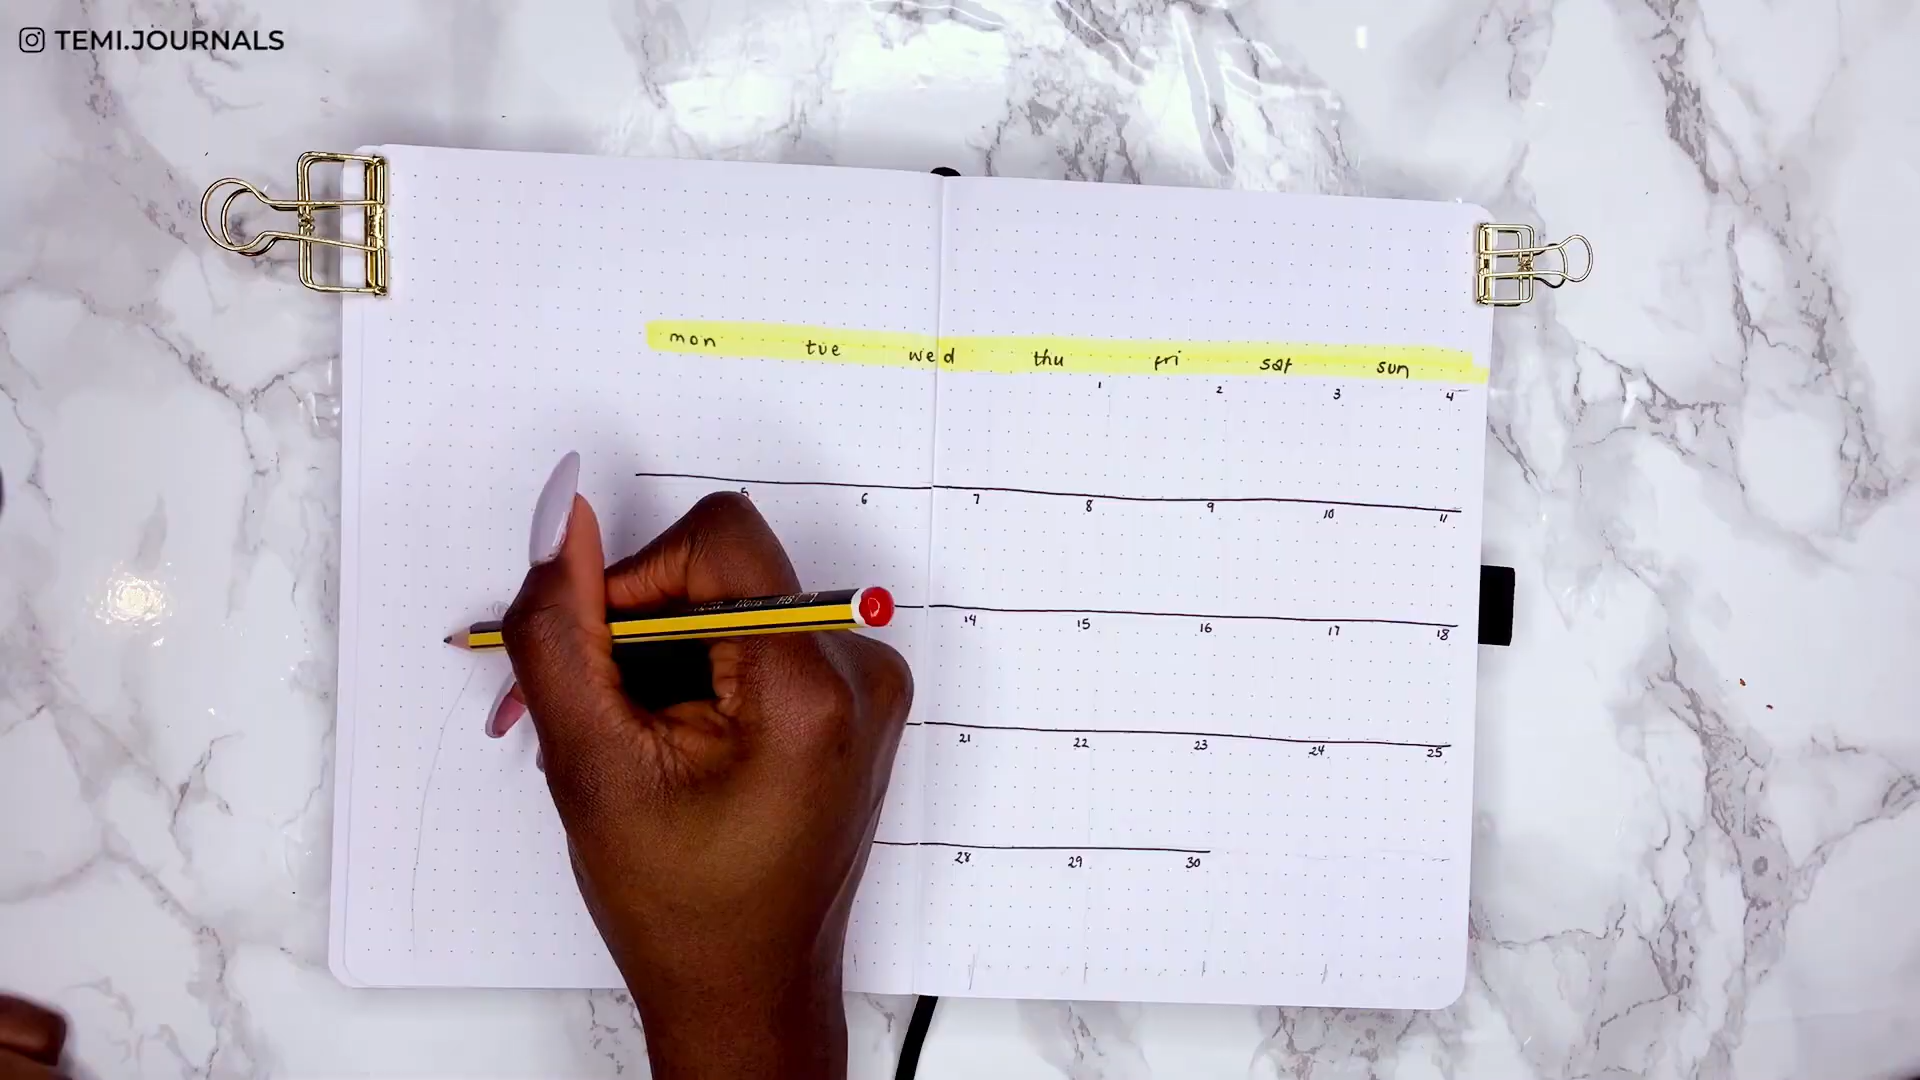 TEMI.JOURNALS
mon tue wed thu fri sat sun
1 2 3 4
5 6 7 8 9 10 11
14 15 16 17 18
21 22 23 24 25
28 29 30